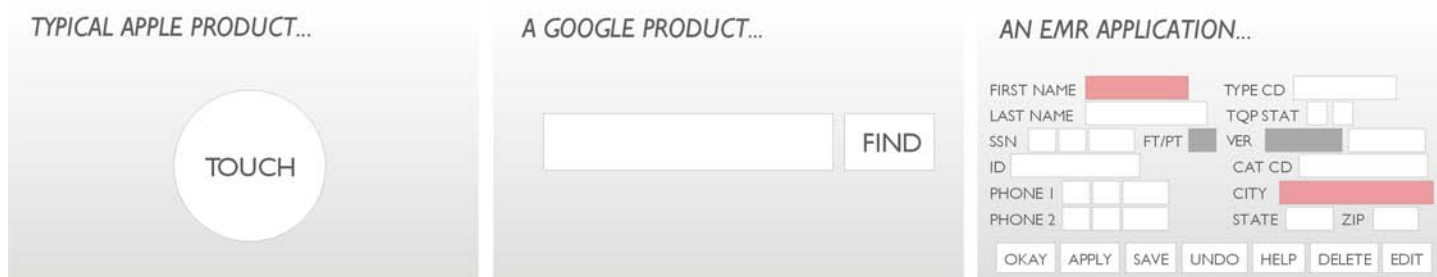 TYPICAL APPLE PRODUCT...
TOUCH
A GOOGLE PRODUCT...
FIND
AN EMR APPLICATION...
FIRST NAME TYPE CD
LAST NAME TQP STAT
SSN FT/PT VER
ID CAT CD
PHONE 1 CITY
PHONE 2 STATE ZIP
OKAY APPLY SAVE UNDO HELP DELETE EDIT